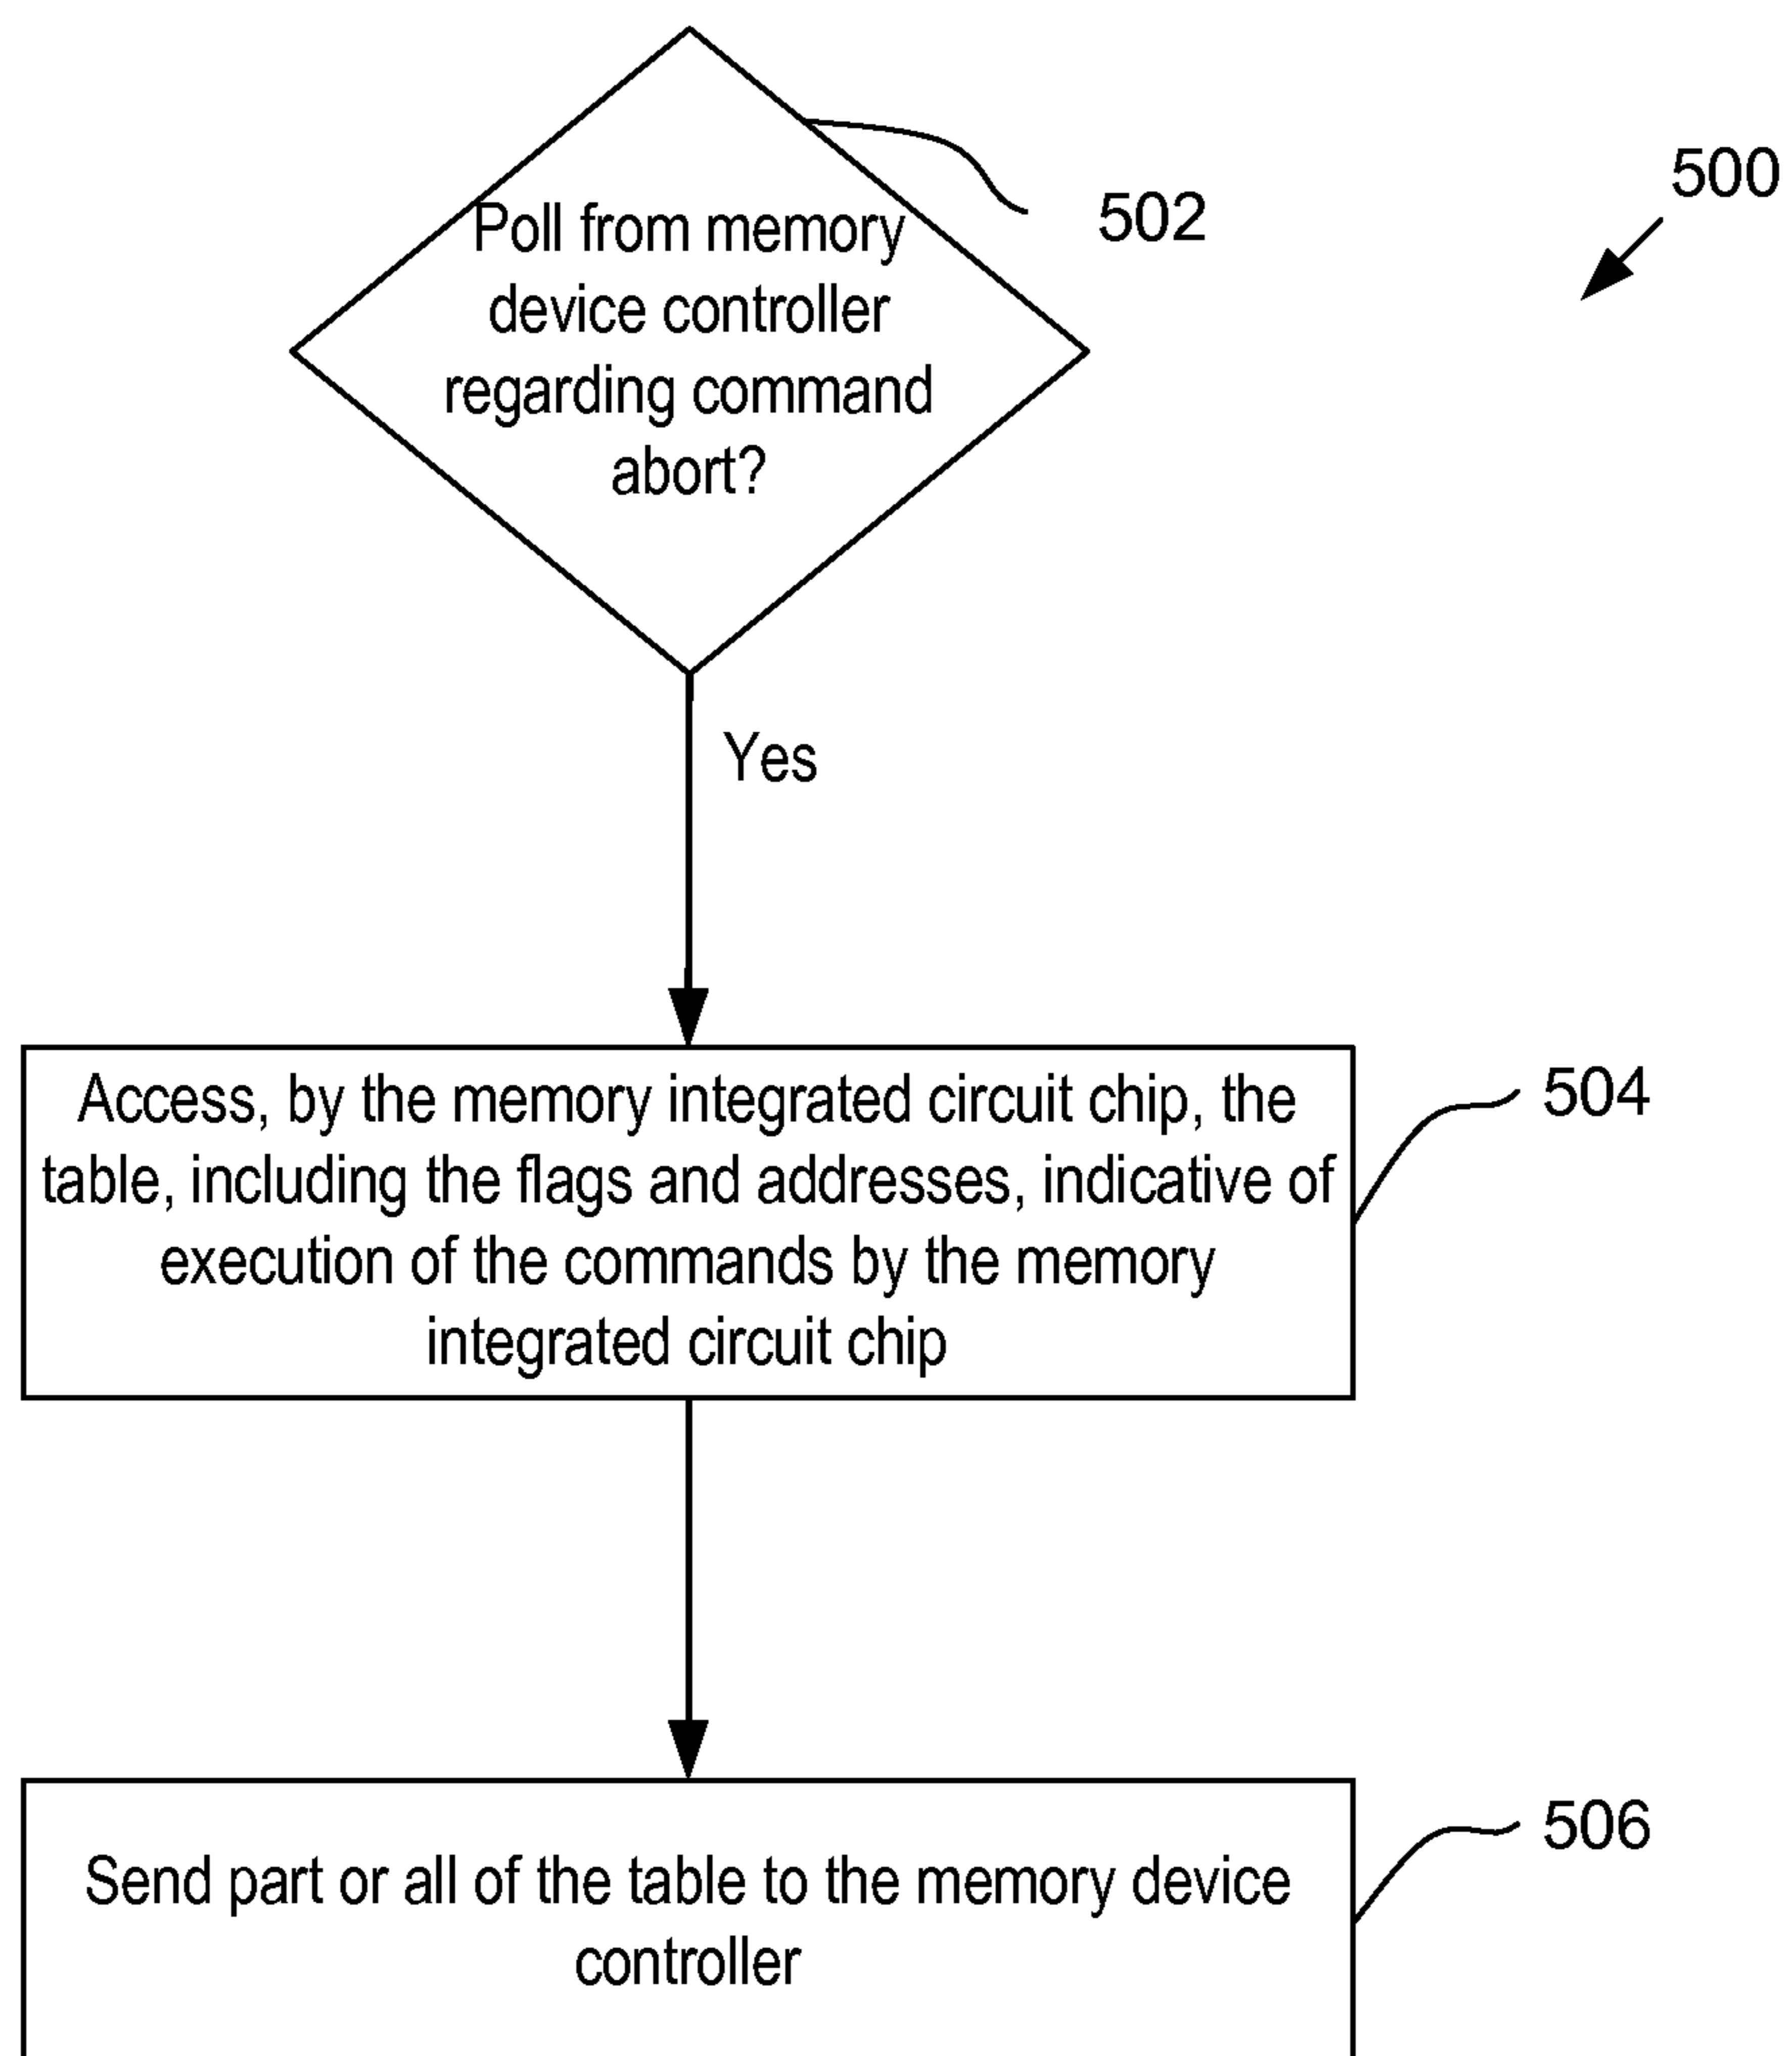 500
502
Poll from memory
device controller
regarding command
abort?
Yes
504
Access, by the memory integrated circuit chip, the
table, including the flags and addresses, indicative of
execution of the commands by the memory
integrated circuit chip
506
Send part or all of the table to the memory device
controller